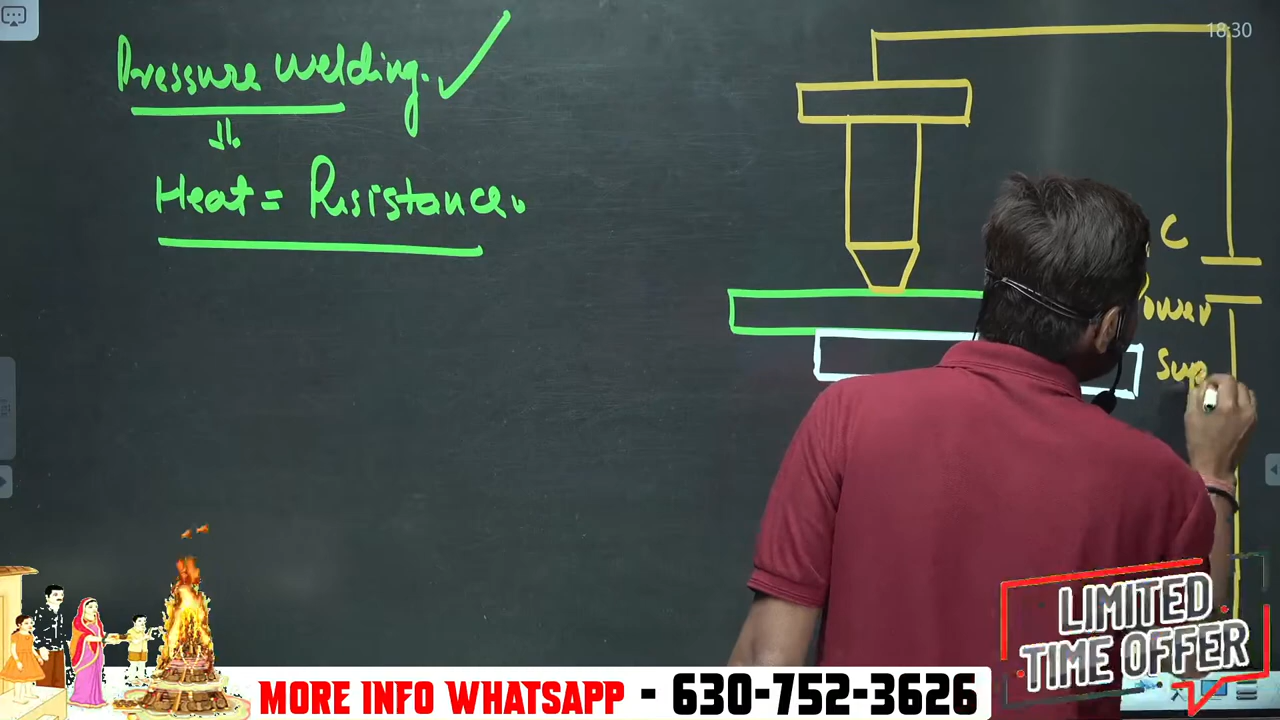 18:30
Pressure Welding.
Heat = Resistance.
C
Power
Sup
LIMITED
TIME OFFER
MORE INFO WHATSAPP - 630-752-3626